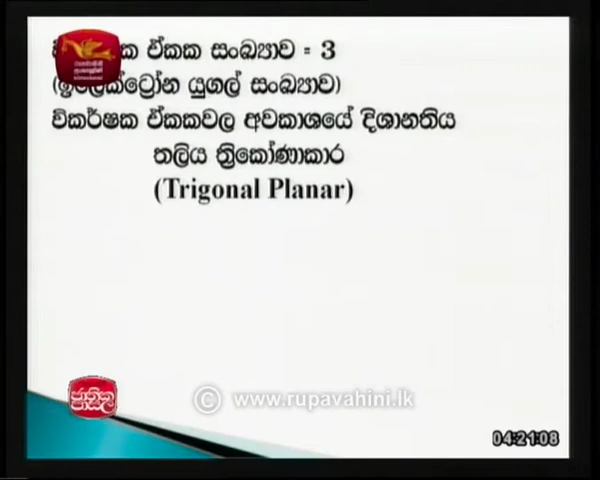 ක ඒකක සංඛ්‍යාව = 3
(ඉලෙක්ට්‍රෝන යුගල් සංඛ්‍යාව)
විකර්ෂක ඒකකවල අවකාශයේ දිශානතිය
තලීය ත්‍රිකෝණාකාර
(Trigonal Planar)
ජාතික
පාසල
© www.rupavahini.lk
04:21:08